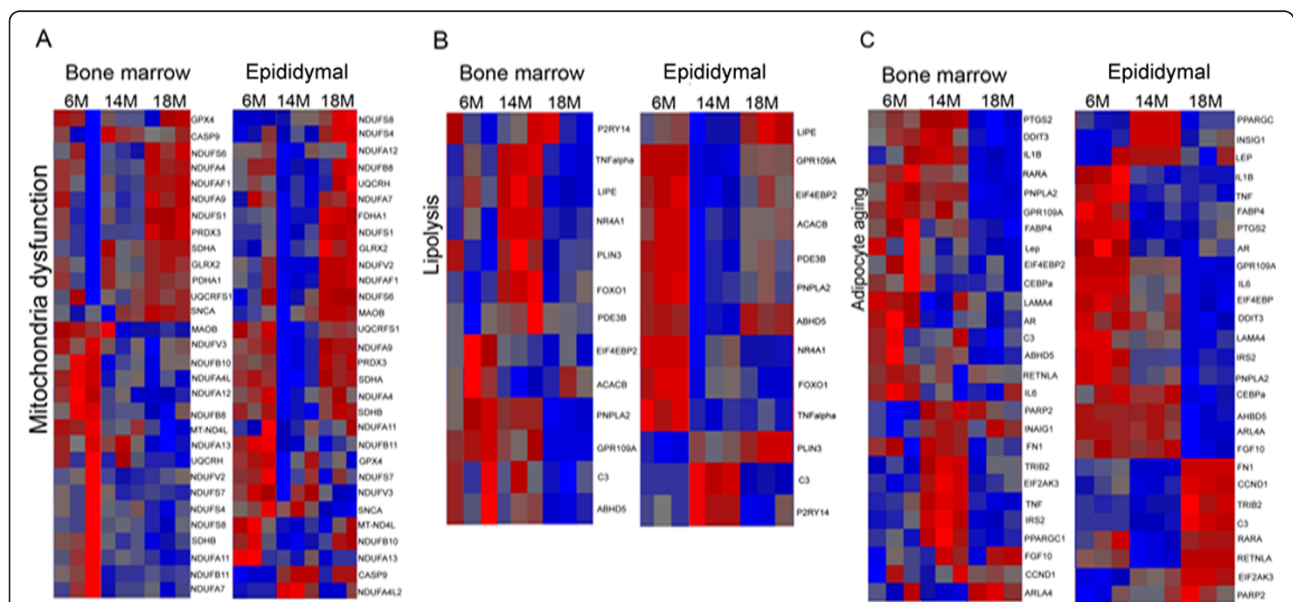 A
B
C
Bone marrow
Epididymal
6M 14M 18M
6M 14M 18M
Mitochondria dysfunction
GPX4
CASP9
NDUFS6
NDUFA4
NDUFAF1
NDUFA9
NDUFS1
PRDX3
SDHA
GLRX2
PDHA1
UQCRFS1
SNCA
MAOB
NDUFV3
NDUFB10
NDUFA4L
NDUFA12
NDUFB8
MT-ND4L
NDUFA13
UQCRH
NDUFV2
NDUFS7
NDUFS4
NDUFS8
SDHB
NDUFA11
NDUFB11
NDUFA7
NDUFS8
NDUFS4
NDUFA12
NDUFB8
UQCRH
NDUFA7
FDHA1
NDUFS1
GLRX2
NDUFV2
NDUFAF1
NDUFS6
MAOB
UQCRFS1
NDUFA9
PRDX3
SDHA
NDUFA4
SDHB
NDUFA11
NDUFB11
GPX4
NDUFS7
NDUFV3
SNCA
MT-ND4L
NDUFB10
NDUFA13
CASP9
NDUFA4L2
Bone marrow
Epididymal
6M 14M 18M
6M 14M 18M
Lipolysis
P2RY14
TNFalpha
LIPE
NR4A1
PLIN3
FOXO1
PDE3B
EIF4EBP2
ACACB
PNPLA2
GPR109A
C3
ABHD5
LIPE
GPR109A
EIF4EBP2
ACACB
PDE3B
PNPLA2
ABHD5
NR4A1
FOXO1
TNFalpha
PLIN3
C3
P2RY14
Bone marrow
Epididymal
6M 14M 18M
6M 14M 18M
Adipocyte aging
PTGS2
DDIT3
IL1B
RARA
PNPLA2
GPR109A
FABP4
Lep
EIF4EBP2
CEBPa
LAMA4
AR
C3
ABHD5
RETNLA
IL6
PARP2
INAIG1
FN1
TRIB2
EIF2AK3
TNF
IRS2
PPARGC1
FGF10
CCND1
ARLA4
PPARGC
INSIG1
LEP
IL1B
TNF
FABP4
PTGS2
AR
GPR109A
IL6
EIF4EBP
DDIT3
LAMA4
IRS2
PNPLA2
CEBPa
AHBD5
ARL4A
FGF10
FN1
CCND1
TRIB2
C3
RARA
RETNLA
EIF2AK3
PARP2